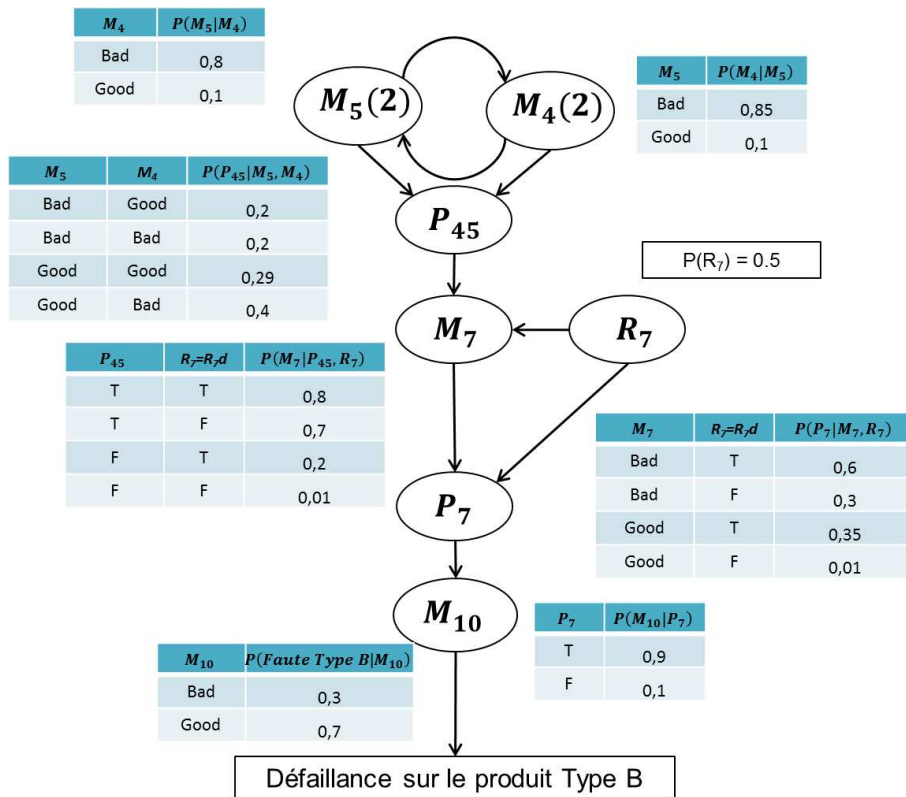 M₄ P(M₅|M₄)
Bad 0,8
Good 0,1
M₅(2)
M₄(2)
M₅ P(M₄|M₅)
Bad 0,85
Good 0,1
M₅ M₄ P(P₄₅|M₅, M₄)
Bad Good 0,2
Bad Bad 0,2
Good Good 0,29
Good Bad 0,4
P₄₅
P(R₇) = 0.5
M₇
R₇
P₄₅ R₇=R₇d P(M₇|P₄₅, R₇)
T T 0,8
T F 0,7
F T 0,2
F F 0,01
M₇ R₇=R₇d P(P₇|M₇, R₇)
Bad T 0,6
Bad F 0,3
Good T 0,35
Good F 0,01
P₇
M₁₀
P₇ P(M₁₀|P₇)
T 0,9
F 0,1
M₁₀ P(Faute Type B|M₁₀)
Bad 0,3
Good 0,7
Défaillance sur le produit Type B